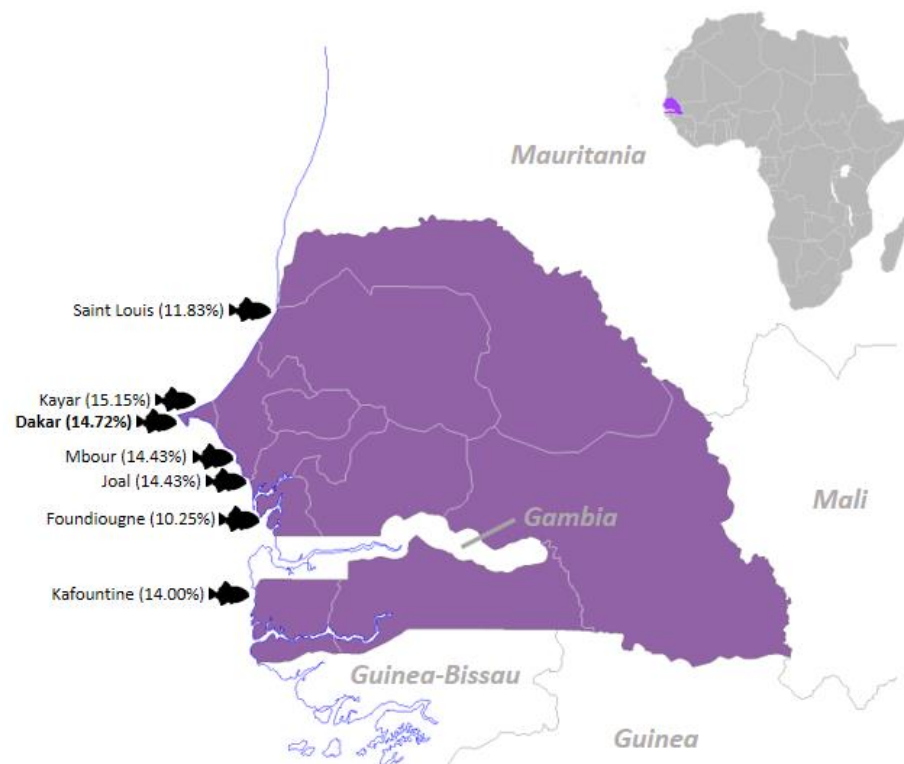 Mauritania
Saint Louis (11.83%)
Kayar (15.15%)
Dakar (14.72%)
Mbour (14.43%)
Joal (14.43%)
Mali
Foundiougne (10.25%)
Gambia
Kafountine (14.00%)
Guinea-Bissau
Guinea